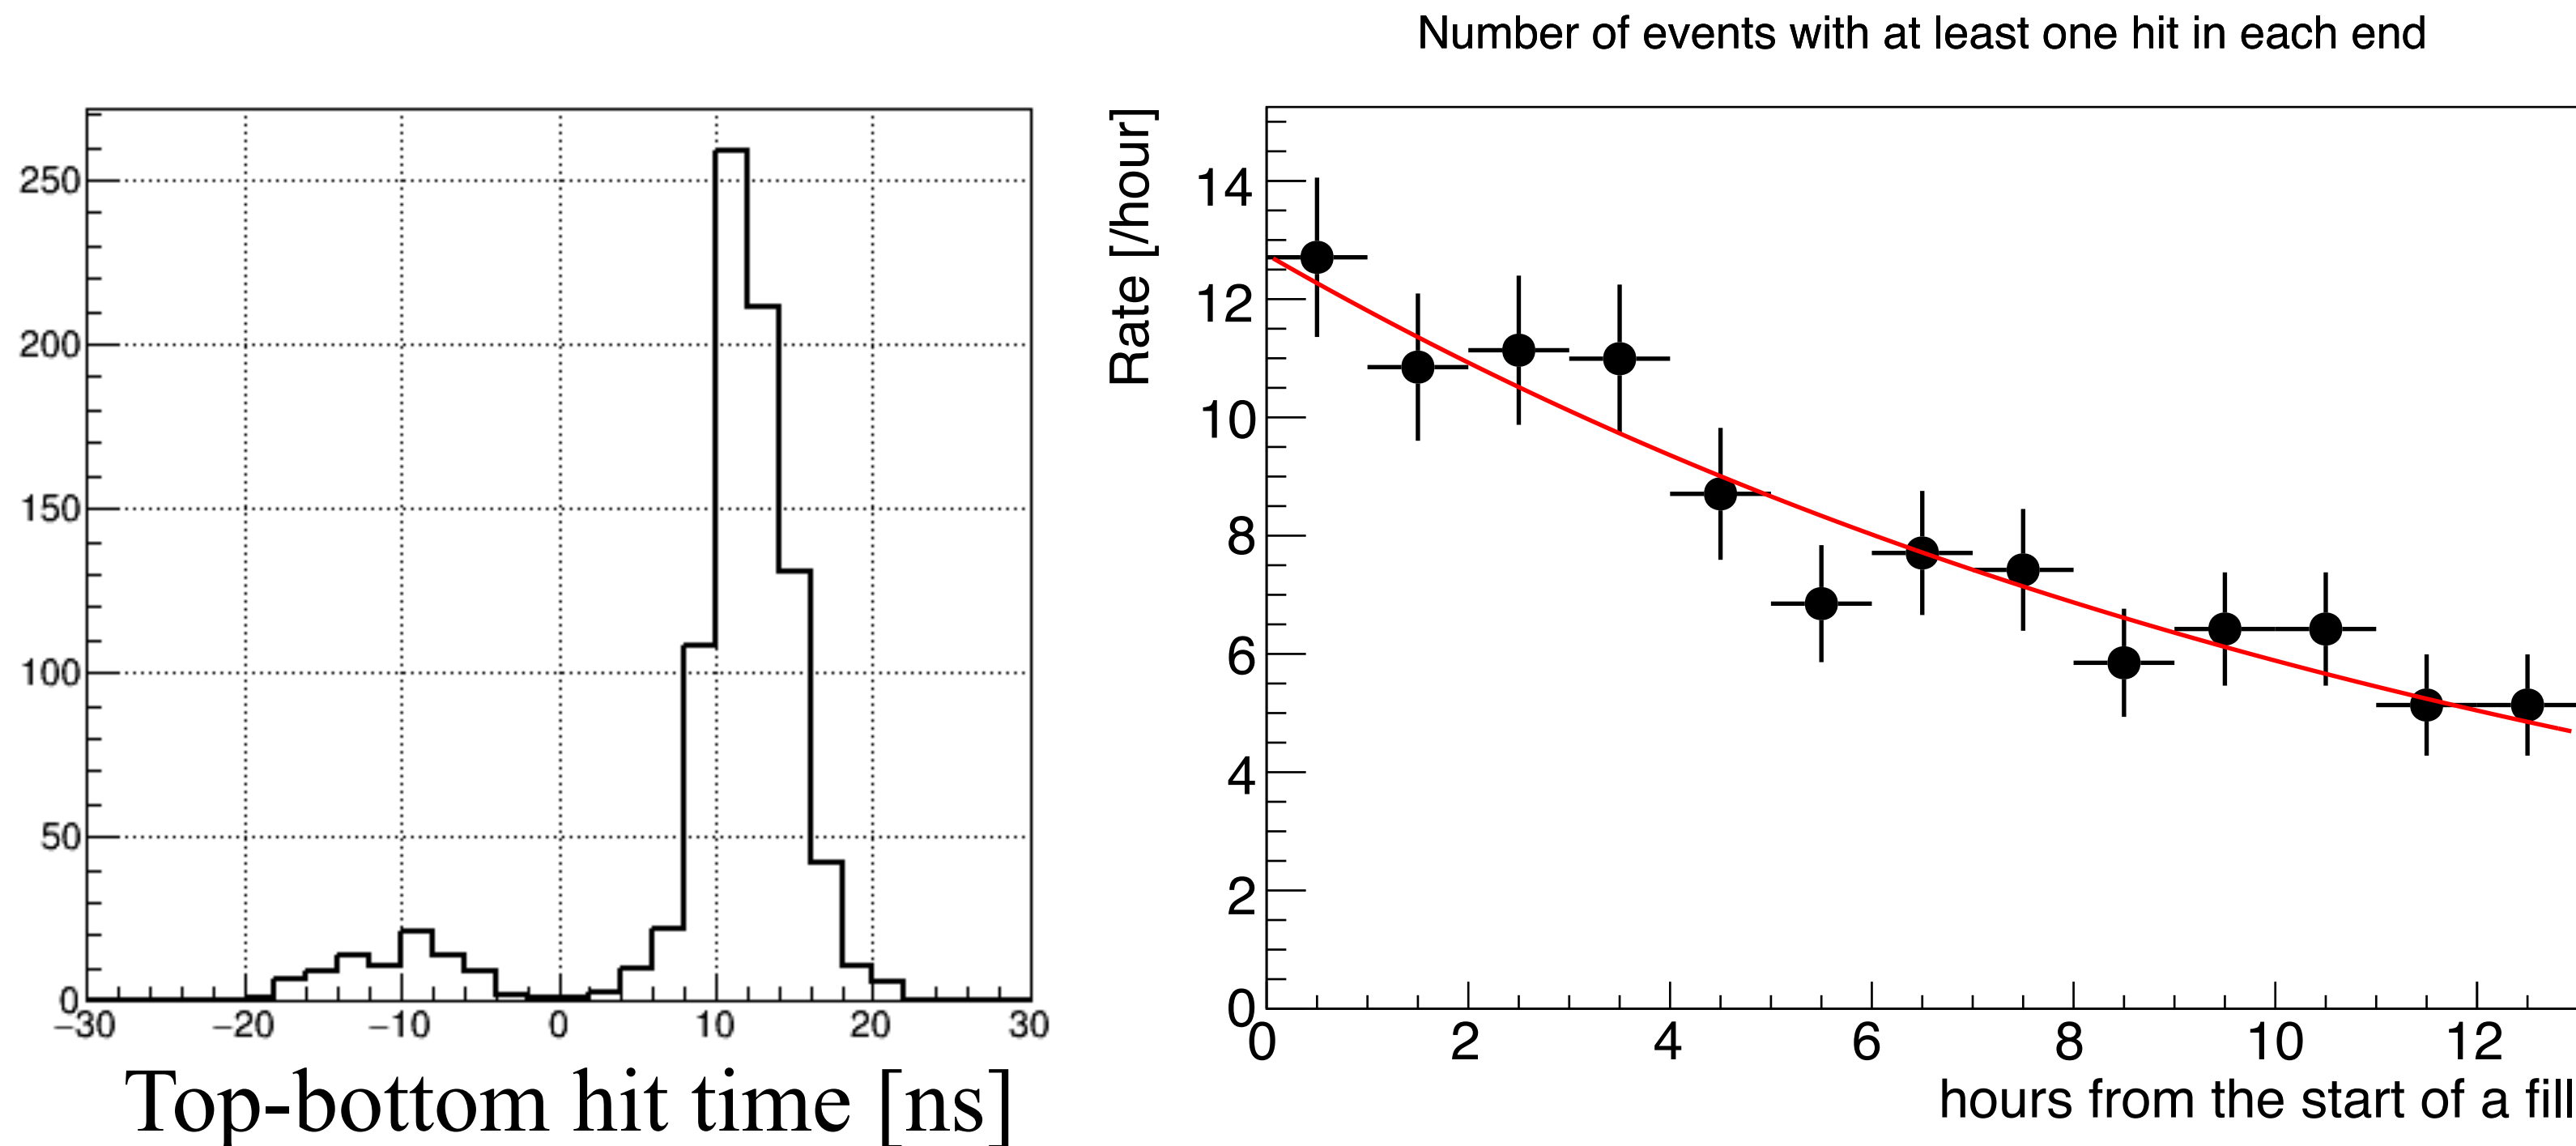 250
200
150
100
50
0
−30 −20 −10 0 10 20 30
Top-bottom hit time [ns]
Number of events with at least one hit in each end
Rate [/hour]
14
12
10
8
6
4
2
0
0 2 4 6 8 10 12
hours from the start of a fill